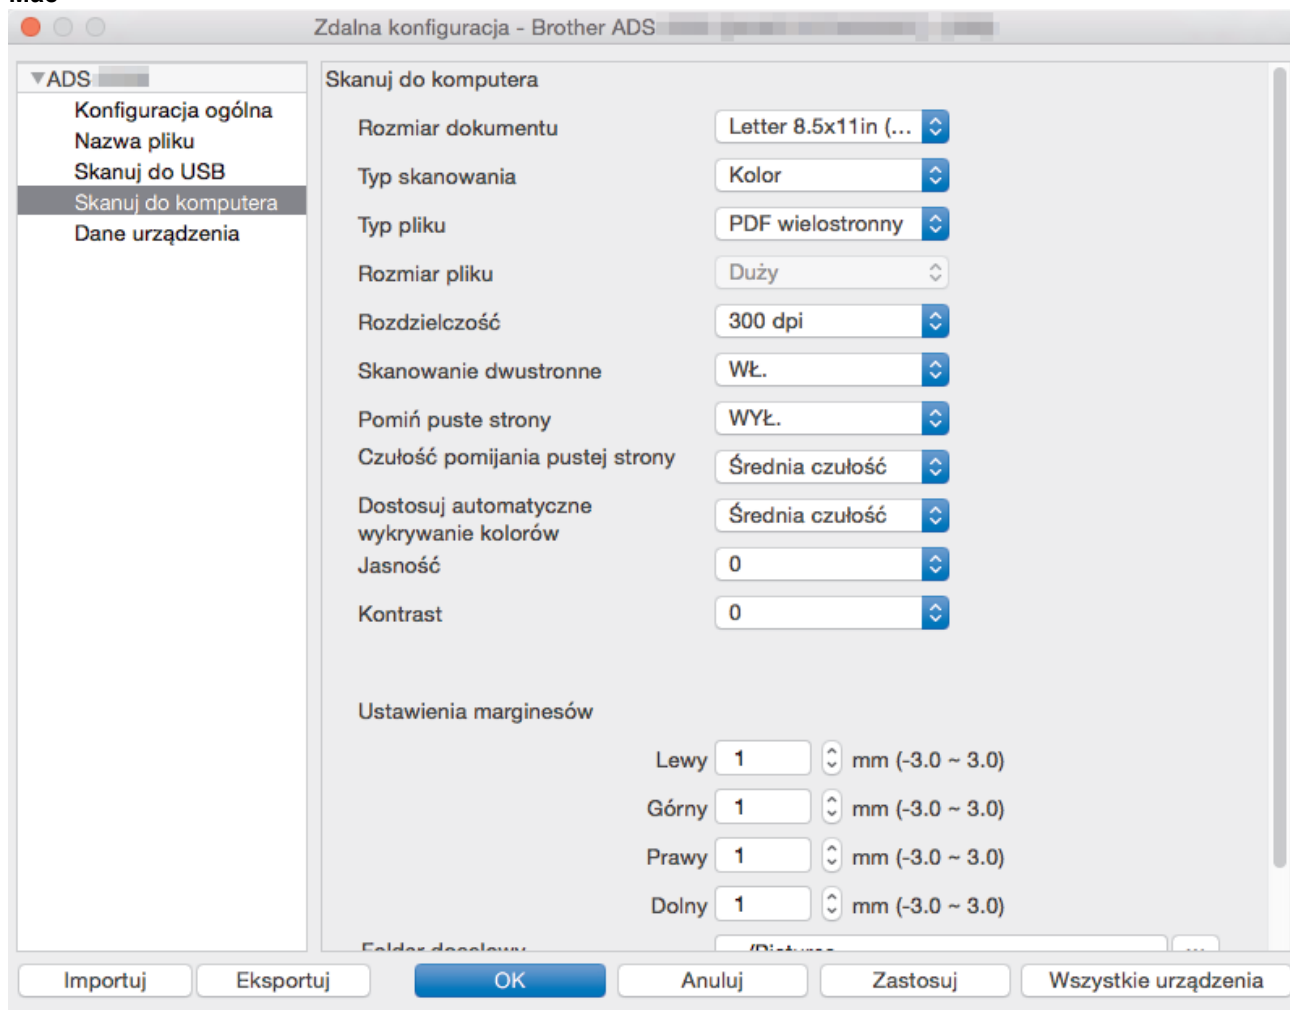 Zdalna konfiguracja - Brother ADS
ADS
Konfiguracja ogólna
Nazwa pliku
Skanuj do USB
Skanuj do komputera
Dane urządzenia
Skanuj do komputera
Rozmiar dokumentu Letter 8.5x11in (...
Typ skanowania Kolor
Typ pliku PDF wielostronny
Rozmiar pliku Duży
Rozdzielczość 300 dpi
Skanowanie dwustronne WŁ.
Pomiń puste strony WYŁ.
Czułość pomijania pustej strony Średnia czułość
Dostosuj automatyczne
wykrywanie kolorów Średnia czułość
Jasność 0
Kontrast 0
Ustawienia marginesów
Lewy 1 mm (-3.0 ~ 3.0)
Górny 1 mm (-3.0 ~ 3.0)
Prawy 1 mm (-3.0 ~ 3.0)
Dolny 1 mm (-3.0 ~ 3.0)
Importuj Eksportuj OK Anuluj Zastosuj Wszystkie urządzenia